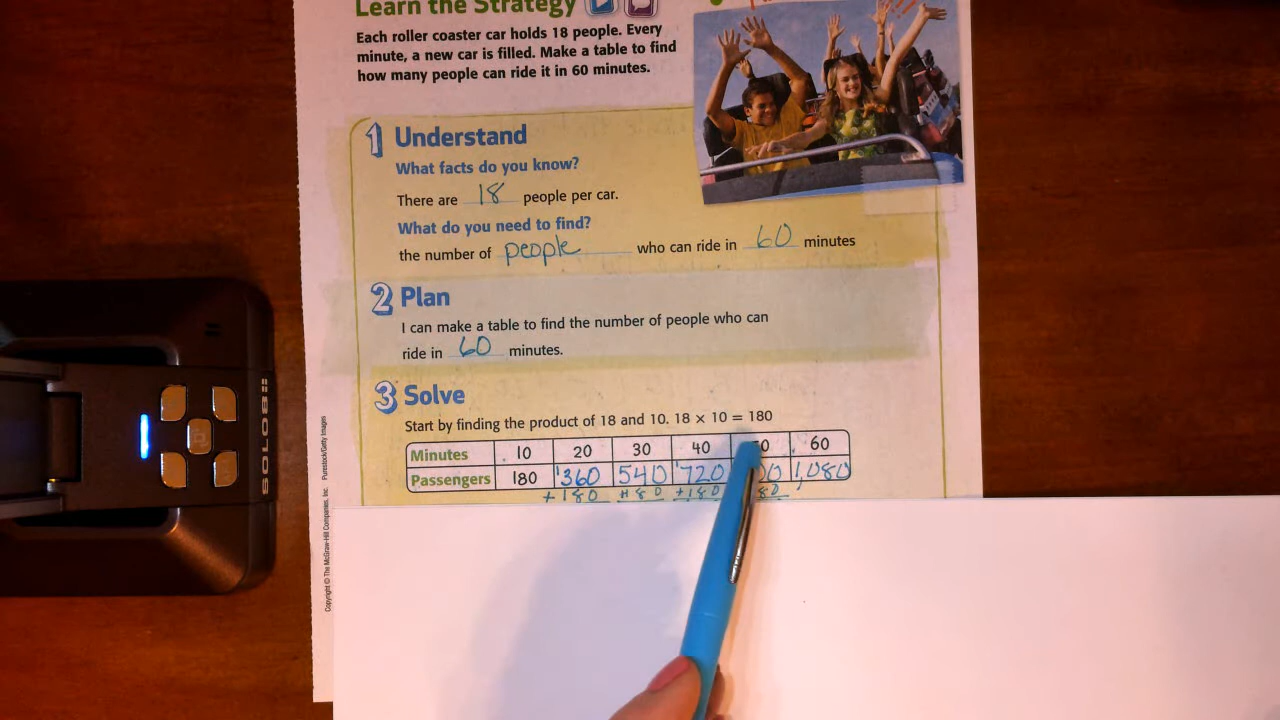 Learn the Strategy
Each roller coaster car holds 18 people. Every
minute, a new car is filled. Make a table to find
how many people can ride it in 60 minutes.
1 Understand
What facts do you know?
There are 18 people per car.
What do you need to find?
the number of people who can ride in 60 minutes
2 Plan
I can make a table to find the number of people who can
ride in 60 minutes.
3 Solve
Start by finding the product of 18 and 10. 18 × 10 = 180
Minutes 10 20 30 40 60
Passengers 180 360 540 720 1,080
+180 +180 +180 80
Copyright © The McGraw-Hill Companies, Inc. Purestock/Getty Images